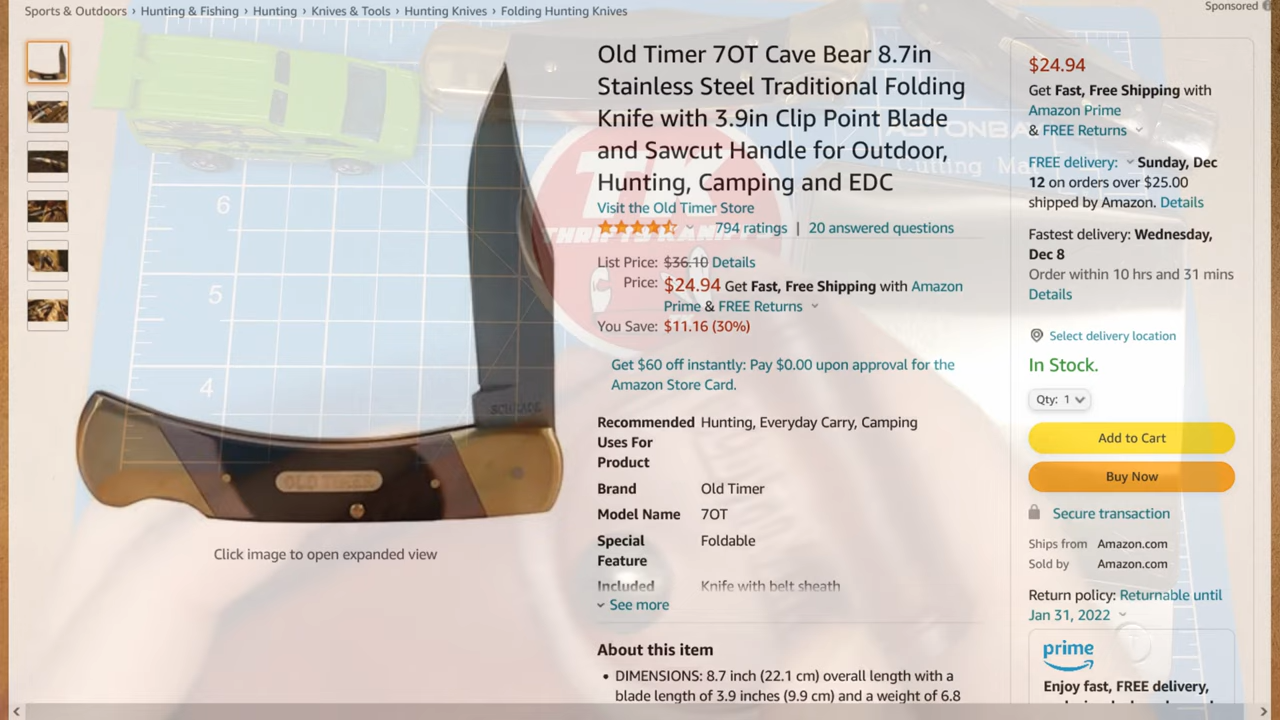 Sports & Outdoors › Hunting & Fishing › Hunting › Knives & Tools › Hunting Knives › Folding Hunting Knives
Sponsored
Old Timer 7OT Cave Bear 8.7in
Stainless Steel Traditional Folding
Knife with 3.9in Clip Point Blade
and Sawcut Handle for Outdoor,
Hunting, Camping and EDC
Visit the Old Timer Store
794 ratings | 20 answered questions
List Price: $36.10 Details
Price: $24.94 Get Fast, Free Shipping with Amazon
Prime & FREE Returns
You Save: $11.16 (30%)
Get $60 off instantly: Pay $0.00 upon approval for the
Amazon Store Card.
Recommended Hunting, Everyday Carry, Camping
Uses For
Product
Brand Old Timer
Model Name 7OT
Special Foldable
Feature
Included Knife with belt sheath
See more
About this item
• DIMENSIONS: 8.7 inch (22.1 cm) overall length with a
blade length of 3.9 inches (9.9 cm) and a weight of 6.8
$24.94
Get Fast, Free Shipping with
Amazon Prime
& FREE Returns
FREE delivery: Sunday, Dec
12 on orders over $25.00
shipped by Amazon. Details
Fastest delivery: Wednesday,
Dec 8
Order within 10 hrs and 31 mins
Details
Select delivery location
In Stock.
Qty: 1
Add to Cart
Buy Now
Secure transaction
Ships from Amazon.com
Sold by Amazon.com
Return policy: Returnable until
Jan 31, 2022
prime
Enjoy fast, FREE delivery,
6
5
4
SCHRADE
OLD TIMER
Click image to open expanded view
Cutting Ma